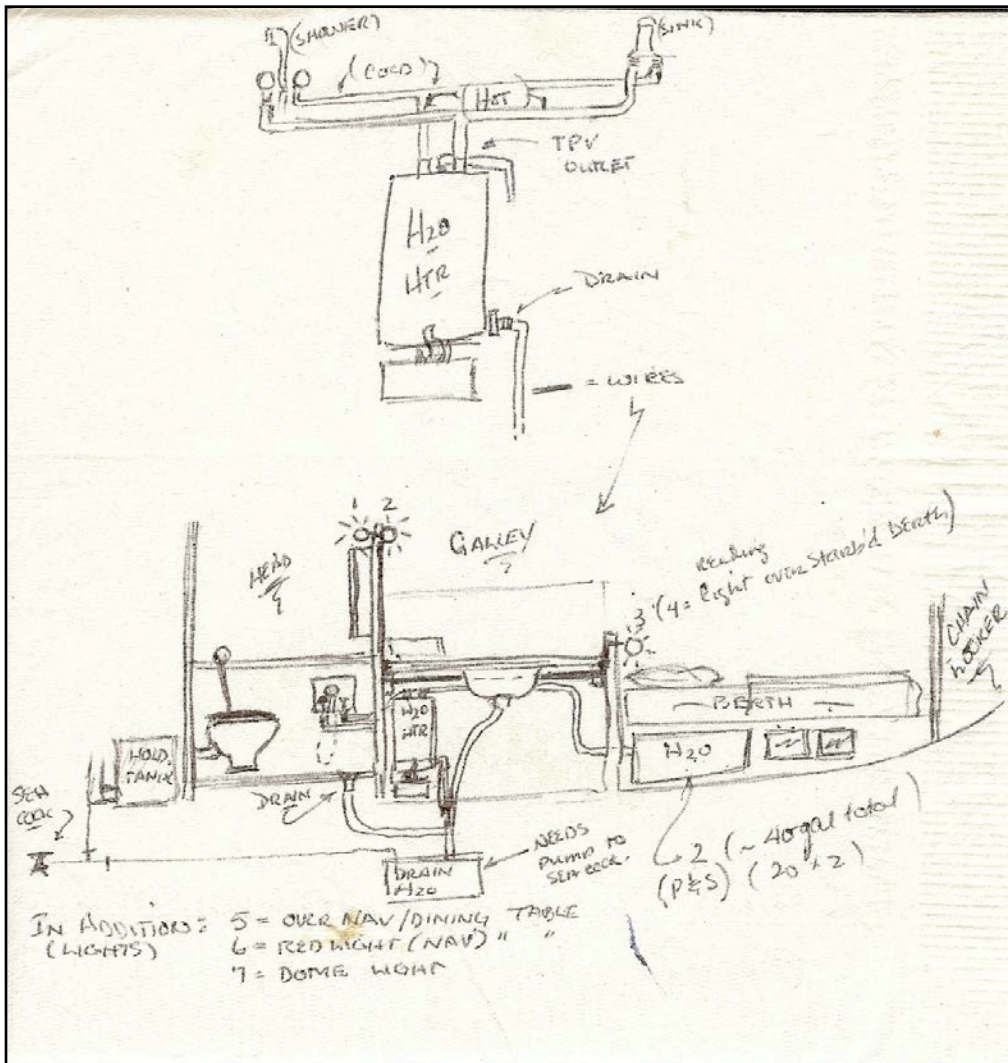 (SHOWER)
(SINK)
(COLD)
HOT
TPV
OUTLET
H2O
HTR
DRAIN
= WIRES
1 2
HEAD
GALLEY
3 (4 = light over Starb'd BERTH)
reading
CHAIN
LOCKER
BERTH
H2O
HTR
H2O
HOLD.
TANK
SEA
COCK
DRAIN
DRAIN
H2O
NEEDS
PUMP TO
SEA COCK.
2 (~ 40 gal total)
(P&S) (20 x 2)
IN ADDITION: 5 = OVER NAV/DINING TABLE
(LIGHTS) 6 = RED LIGHT (NAV) " "
7 = DOME LIGHT